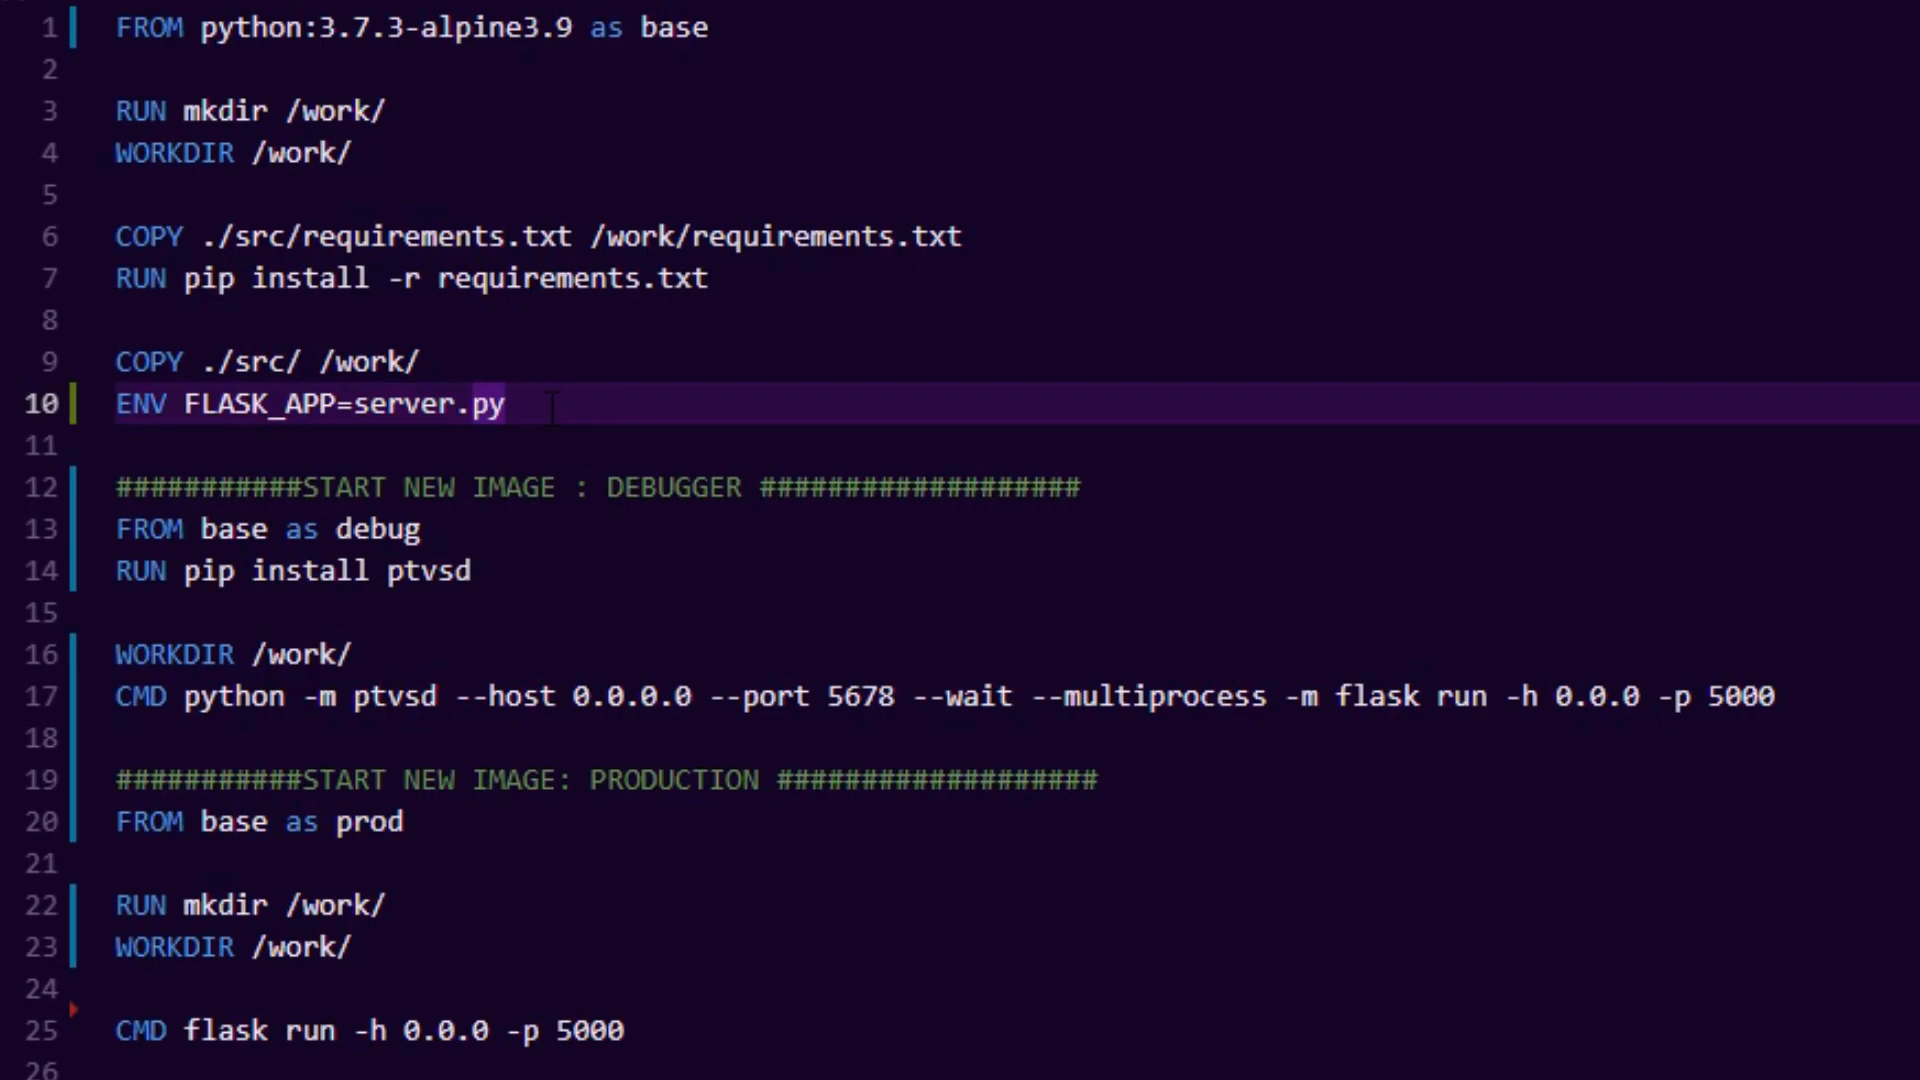 1 FROM python:3.7.3-alpine3.9 as base
2
3 RUN mkdir /work/
4 WORKDIR /work/
5
6 COPY ./src/requirements.txt /work/requirements.txt
7 RUN pip install -r requirements.txt
8
9 COPY ./src/ /work/
10 ENV FLASK_APP=server.py
11
12 ###########START NEW IMAGE : DEBUGGER ###################
13 FROM base as debug
14 RUN pip install ptvsd
15
16 WORKDIR /work/
17 CMD python -m ptvsd --host 0.0.0.0 --port 5678 --wait --multiprocess -m flask run -h 0.0.0 -p 5000
18
19 ###########START NEW IMAGE: PRODUCTION ###################
20 FROM base as prod
21
22 RUN mkdir /work/
23 WORKDIR /work/
24
25 CMD flask run -h 0.0.0 -p 5000
26